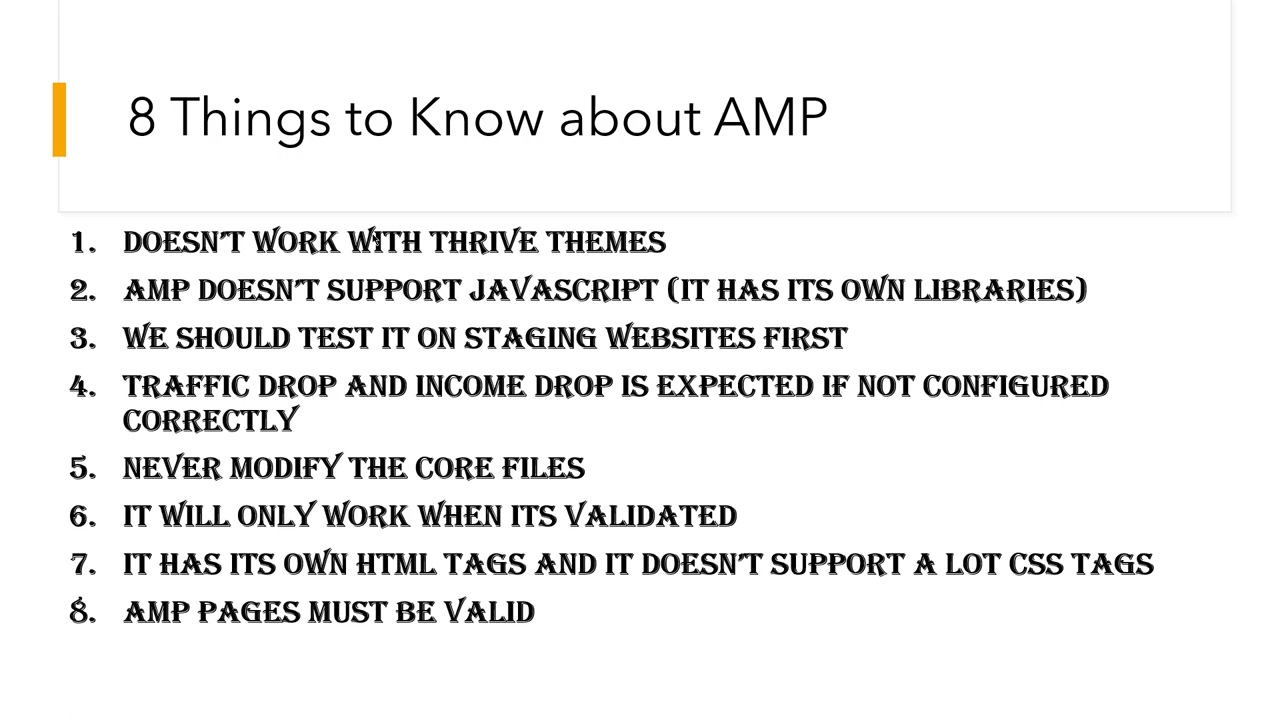 8 Things to Know about AMP
1. DOESN'T WORK WITH THRIVE THEMES
2. AMP DOESN'T SUPPORT JAVASCRIPT (IT HAS ITS OWN LIBRARIES)
3. WE SHOULD TEST IT ON STAGING WEBSITES FIRST
4. TRAFFIC DROP AND INCOME DROP IS EXPECTED IF NOT CONFIGURED
CORRECTLY
5. NEVER MODIFY THE CORE FILES
6. IT WILL ONLY WORK WHEN ITS VALIDATED
7. IT HAS ITS OWN HTML TAGS AND IT DOESN'T SUPPORT A LOT CSS TAGS
8. AMP PAGES MUST BE VALID